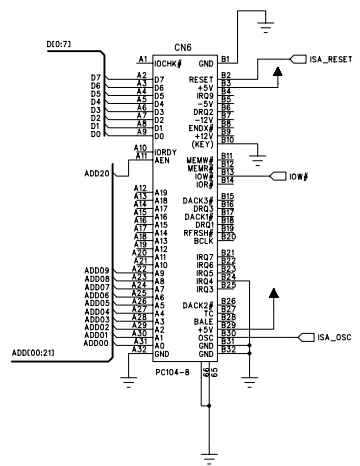 CN6
D[0:7]
A1 IOCHK# GND B1
D7 A2 D7 RESET B2 ISA_RESET
D6 A3 D6 +5V B3
D5 A4 D5 IRQ9 B4
D4 A5 D4 -5V B5
D3 A6 D3 DRQ2 B6
D2 A7 D2 -12V B7
D1 A8 D1 ENDX# B8
D0 A9 D0 +12V B9
A10 IORDY (KEY) B10
ADD20 A11 AEN MEMW# B11
MEMR# B12
A12 A19 IOW# B13 IOW#
A13 A18 IOR# B14
A14 A17 DACK3# B15
A15 A16 DRQ3 B16
A16 A15 DACK1# B17
A17 A14 DRQ1 B18
A18 A13 RFRSH# B19
A19 A12 BCLK B20
A20 A11 IRQ7 B21
A21 A10 IRQ6 B22
ADD09 A22 A9 IRQ5 B23
ADD08 A23 A8 IRQ4 B24
ADD07 A24 A7 IRQ3 B25
ADD06 A25 A6
ADD05 A26 A5 DACK2# B26
ADD04 A27 A4 TC B27
ADD03 A28 A3 BALE B28
ADD02 A29 A2 +5V B29
ADD01 A30 A1 OSC B30 ISA_OSC
ADD00 A31 A0 GND B31
A32 GND GND B32
ADD[00:21]
PC104-8
66
65